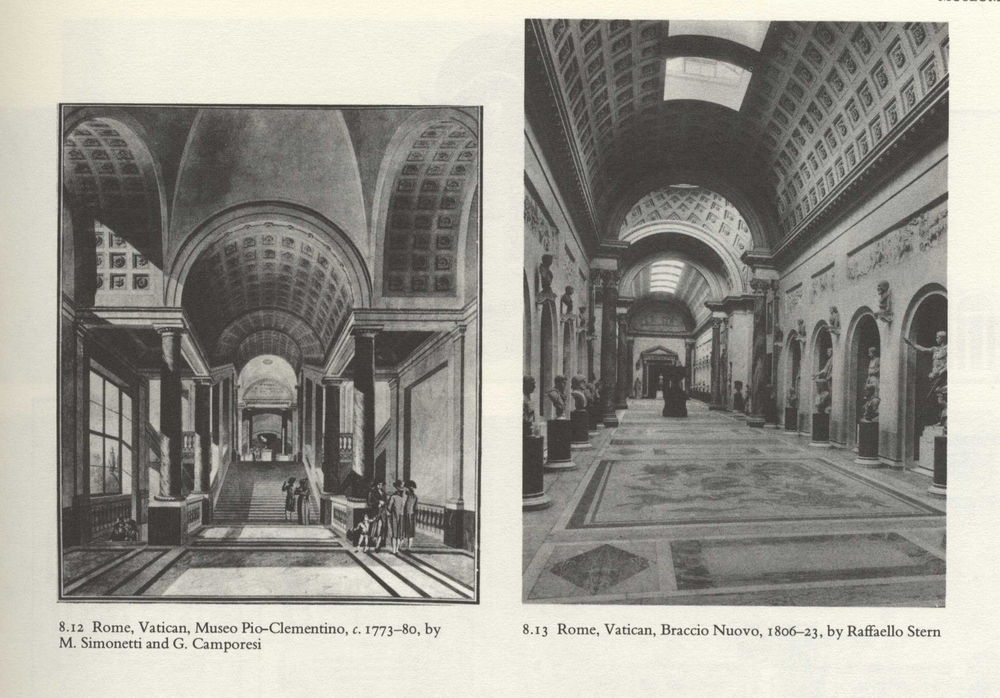 8.12 Rome, Vatican, Museo Pio-Clementino, c. 1773–80, by
M. Simonetti and G. Camporesi
8.13 Rome, Vatican, Braccio Nuovo, 1806–23, by Raffaello Stern